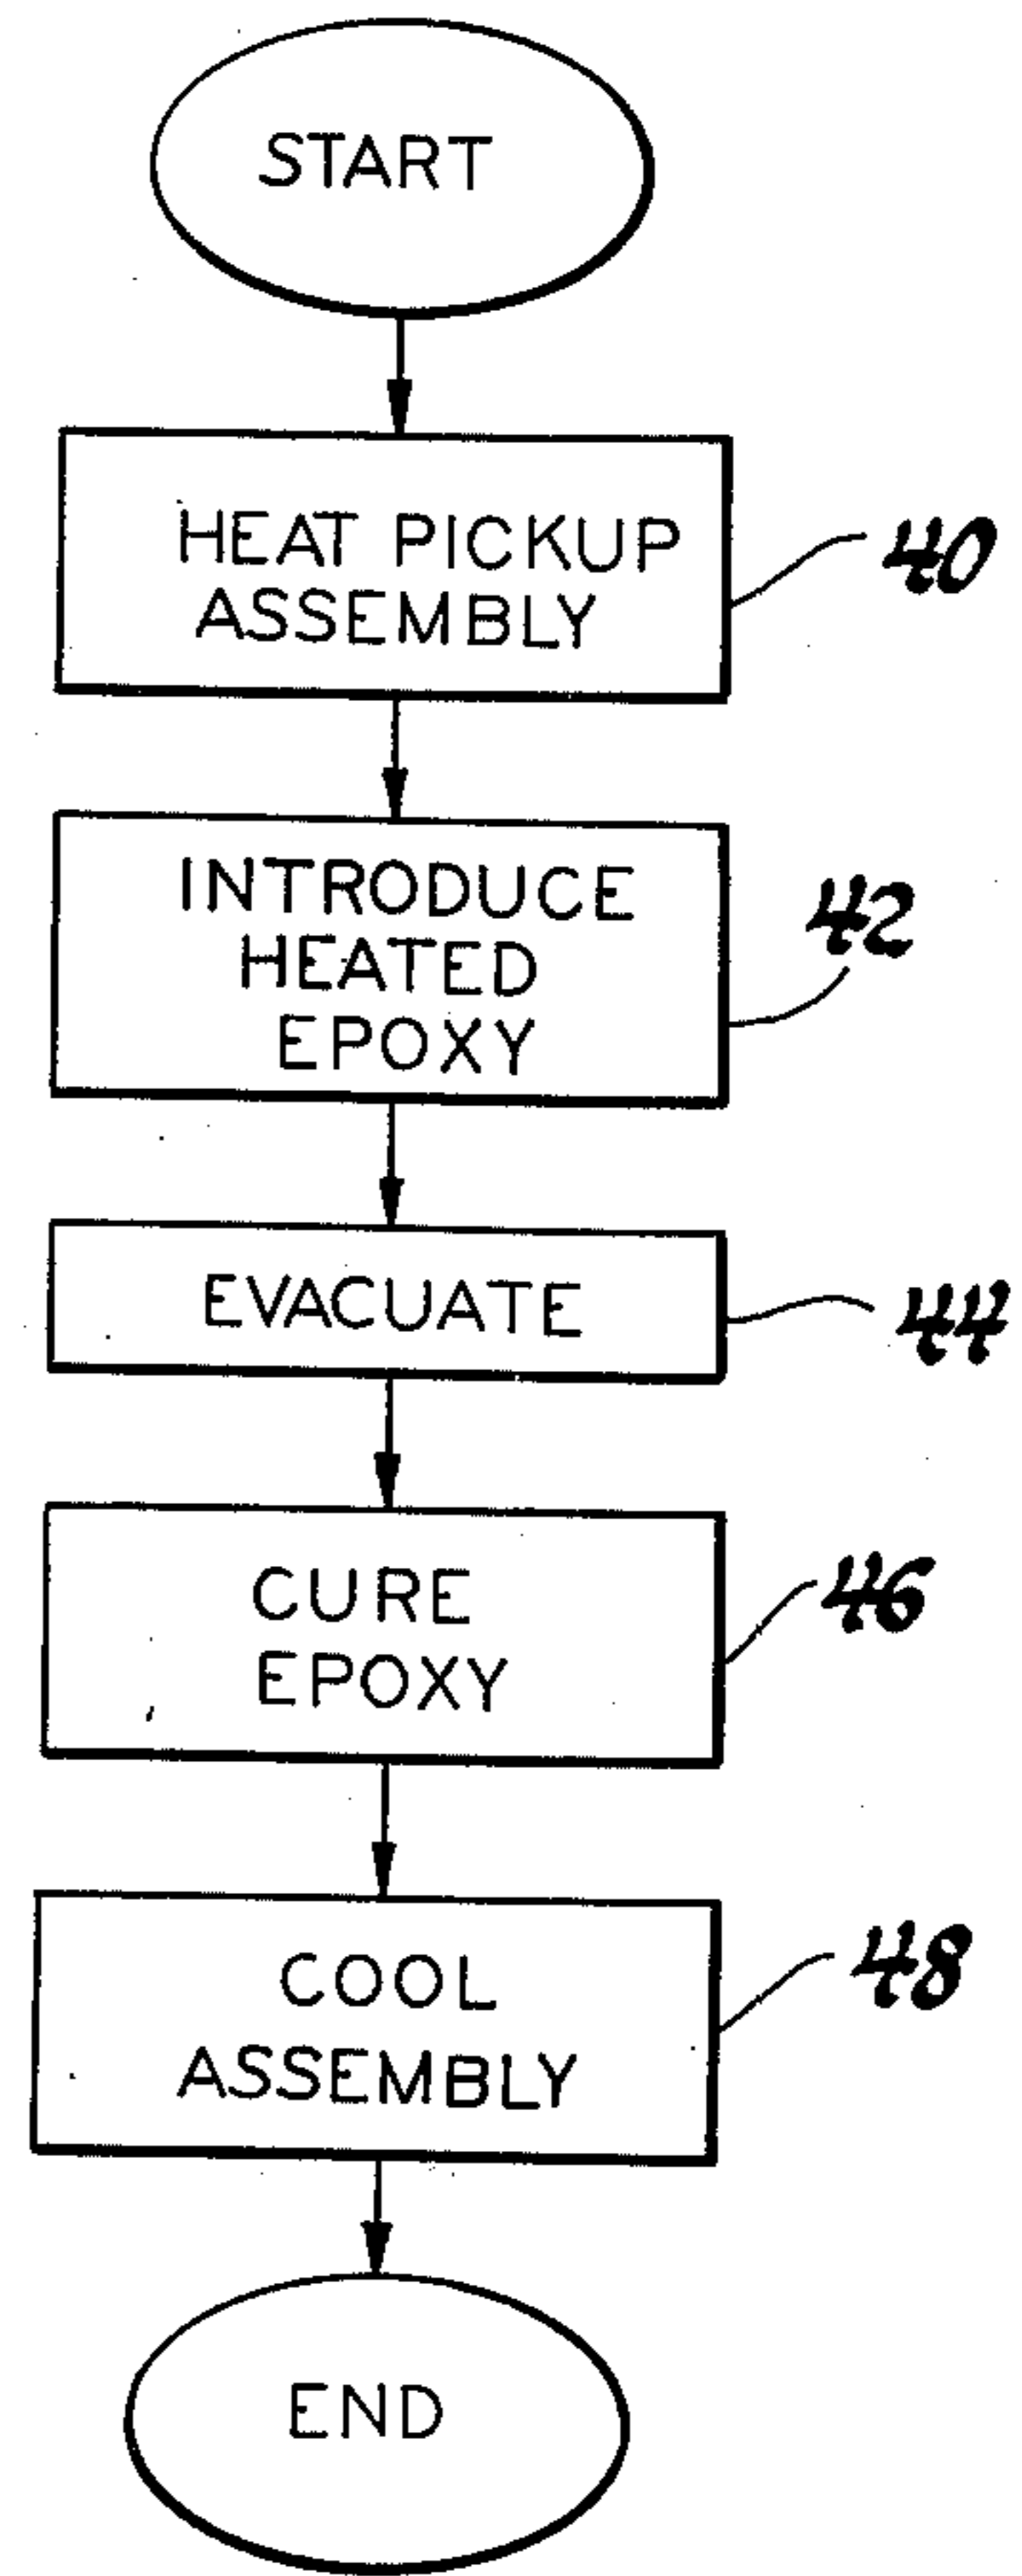 START
HEAT PICKUP
ASSEMBLY
40
INTRODUCE
HEATED
EPOXY
42
EVACUATE
44
CURE
EPOXY
46
COOL
ASSEMBLY
48
END